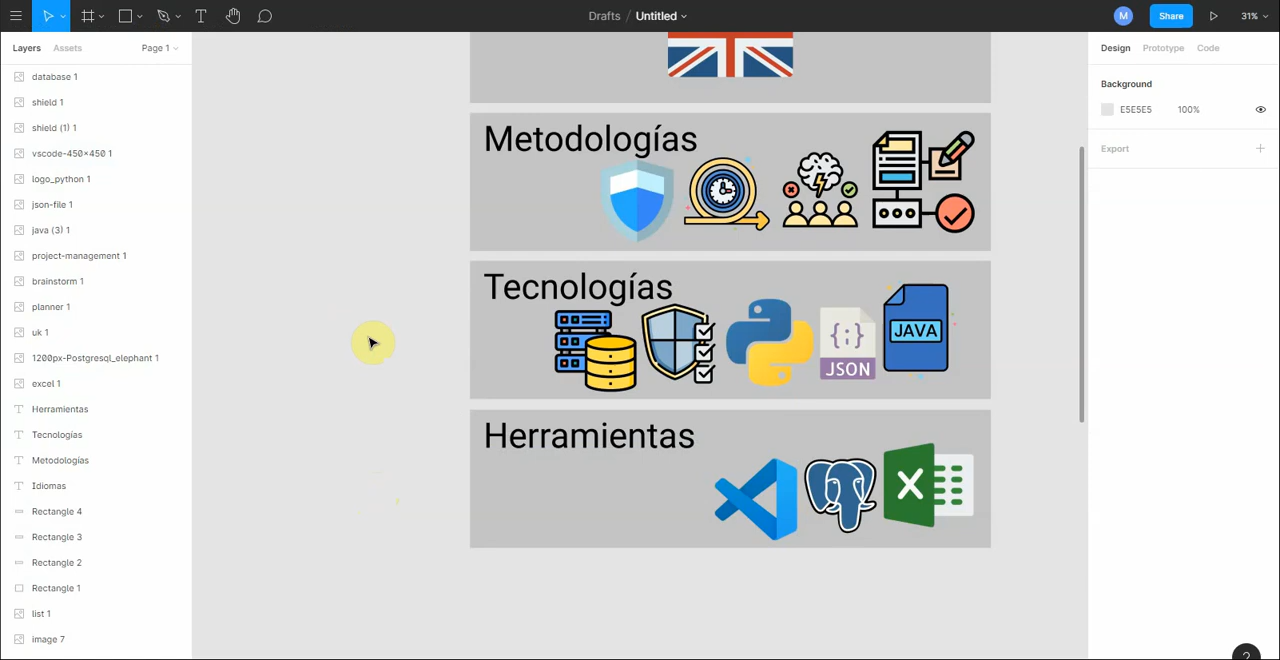 Drafts / Untitled
M
Share
31%
Layers
Assets
Page 1
Design
Prototype
Code
database 1
shield 1
shield (1) 1
vscode-450x450 1
logo_python 1
json-file 1
java (3) 1
project-management 1
brainstorm 1
planner 1
uk 1
1200px-Postgresql_elephant 1
excel 1
Herramientas
Tecnologías
Metodologías
Idiomas
Rectangle 4
Rectangle 3
Rectangle 2
Rectangle 1
list 1
image 7
Metodologías
Tecnologías
{:}
JSON
JAVA
Herramientas
X
Background
E5E5E5
100%
Export
?